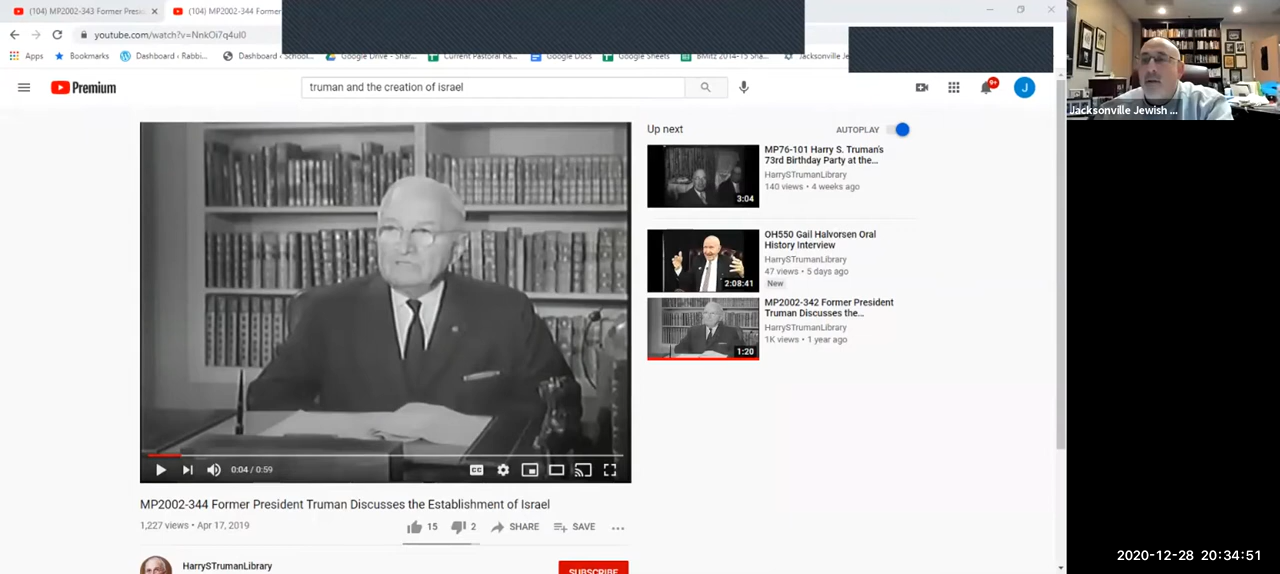 (104) MP2002-343 Former Presi
(104) MP2002-344 Former
youtube.com/watch?v=NnkOi7q4uI0
Apps
Bookmarks
Dashboard ‹ Rabbi...
Dashboard ‹ School...
Google Drive - Shar...
Current Pastoral Ra...
Google Docs
Google Sheets
BMitz 2014-15 Sha...
Jacksonville Je
Premium
truman and the creation of israel
9+
J
Jacksonville Jewish ...
Up next
AUTOPLAY
MP76-101 Harry S. Truman's
73rd Birthday Party at the...
HarrySTrumanLibrary
140 views • 4 weeks ago
3:04
OH550 Gail Halvorsen Oral
History Interview
HarrySTrumanLibrary
47 views • 5 days ago
New
2:08:41
MP2002-342 Former President
Truman Discusses the...
HarrySTrumanLibrary
1K views • 1 year ago
1:20
0:04 / 0:59
CC
MP2002-344 Former President Truman Discusses the Establishment of Israel
1,227 views • Apr 17, 2019
15
2
SHARE
SAVE
HarrySTrumanLibrary
SUBSCRIBE
2020-12-28 20:34:51